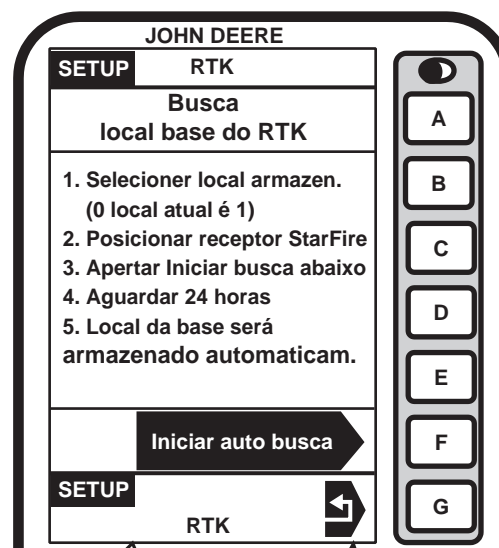 JOHN DEERE
SETUP RTK
Busca
local base do RTK
1. Selecioner local armazen.
(0 local atual é 1)
2. Posicionar receptor StarFire
3. Apertar Iniciar busca abaixo
4. Aguardar 24 horas
5. Local da base será
armazenado automaticam.
Iniciar auto busca
SETUP
RTK
A
B
C
D
E
F
G